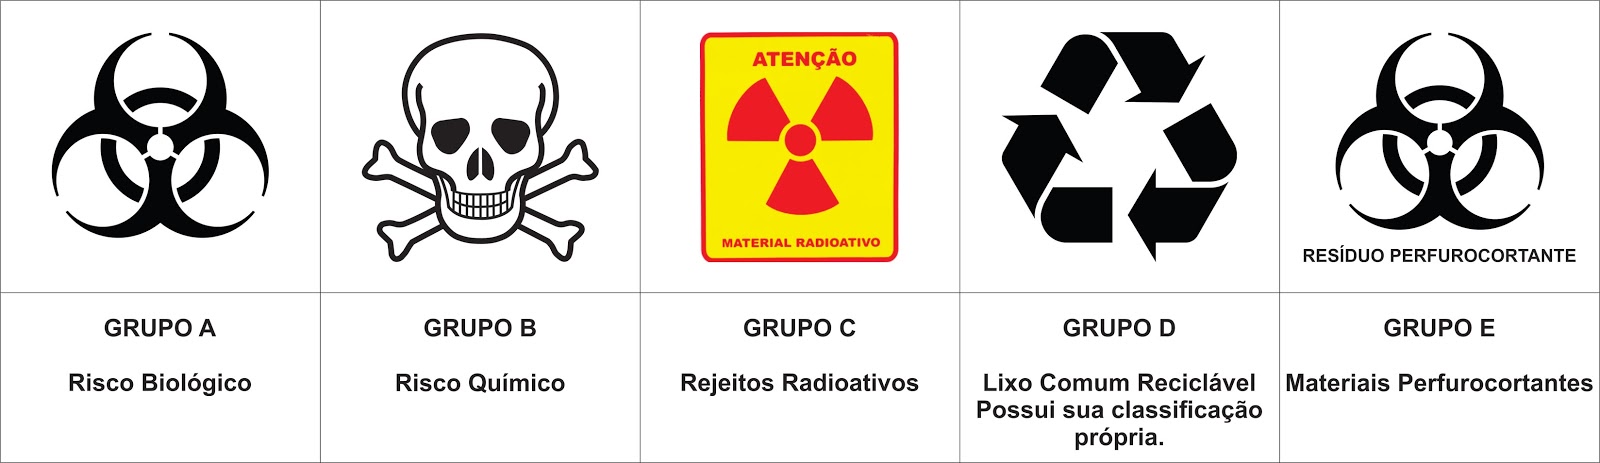 ATENÇÃO
MATERIAL RADIOATIVO
RESÍDUO PERFUROCORTANTE
GRUPO A
Risco Biológico
GRUPO B
Risco Químico
GRUPO C
Rejeitos Radioativos
GRUPO D
Lixo Comum Reciclável
Possui sua classificação
própria.
GRUPO E
Materiais Perfurocortantes